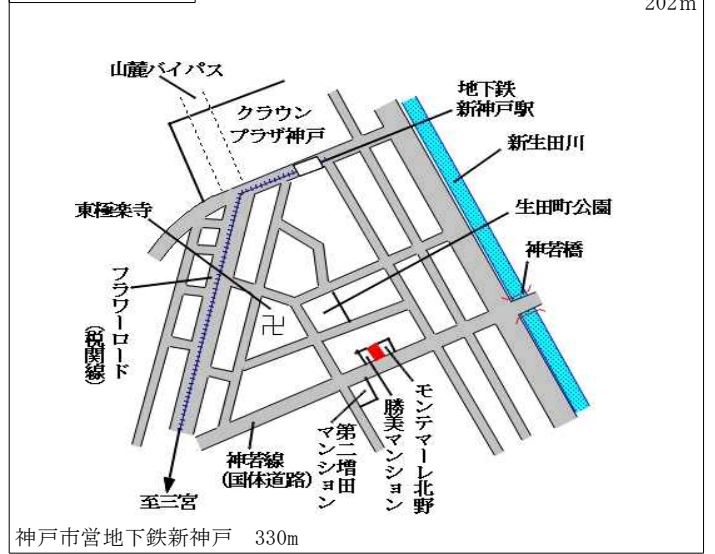 202m
山麓バイパス
クラウン
プラザ神戸
地下鉄
新神戸駅
新生田川
東極楽寺
生田町公園
神若橋
フラワーロード
(税関線)
卍
モンテマーレ北野
勝美マンション
第二増田
マンション
神若線
(国体道路)
至三宮
神戸市営地下鉄新神戸 330m